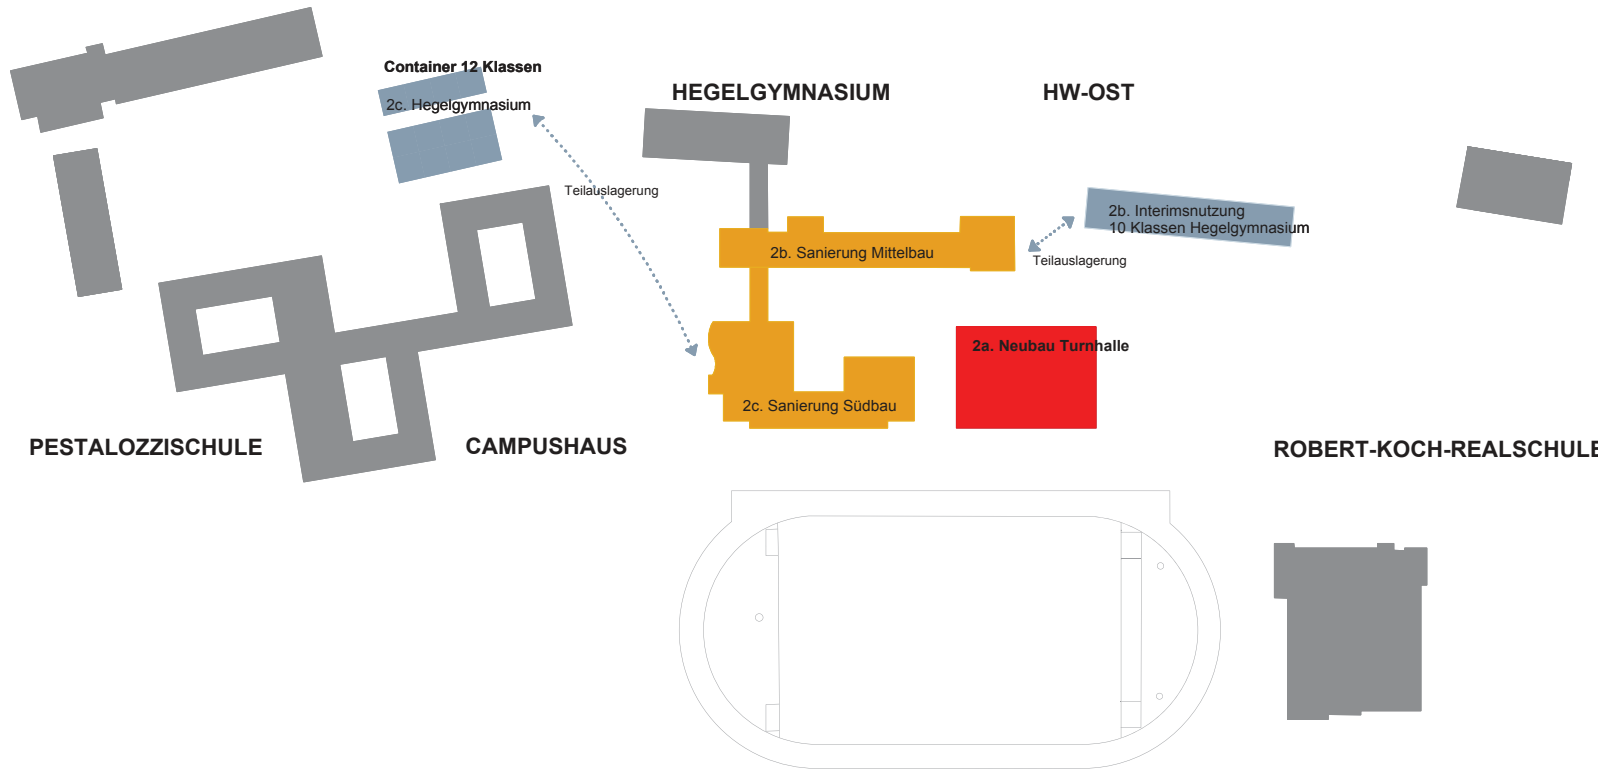 Container 12 Klassen
2c. Hegelgymnasium
HEGELGYMNASIUM
HW-OST
Teilauslagerung
2b. Interimsnutzung
10 Klassen Hegelgymnasium
2b. Sanierung Mittelbau
Teilauslagerung
2a. Neubau Turnhalle
2c. Sanierung Südbau
PESTALOZZISCHULE
CAMPUSHAUS
ROBERT-KOCH-REALSCHULE